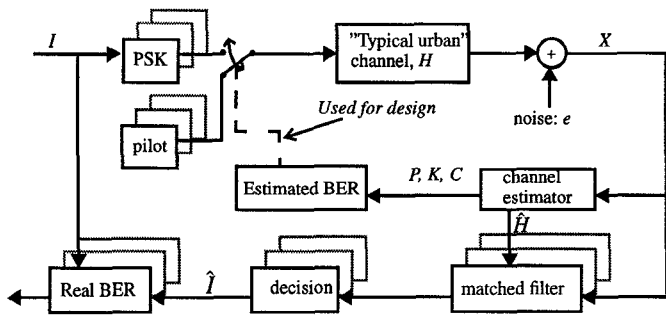 I
PSK
"Typical urban"
channel, H
+
X
noise: e
pilot
Used for design
P, K, C
Estimated BER
channel
estimator
Ĥ
Real BER
Î
decision
matched filter